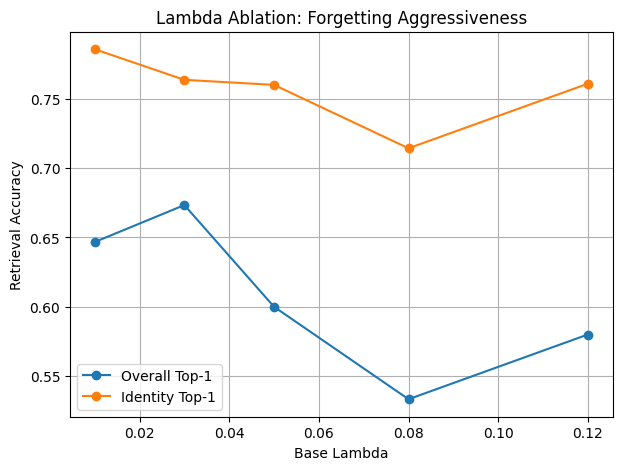 Lambda Ablation: Forgetting Aggressiveness
Retrieval Accuracy
0.75
0.70
0.65
0.60
0.55
Overall Top-1
Identity Top-1
0.02 0.04 0.06 0.08 0.10 0.12
Base Lambda